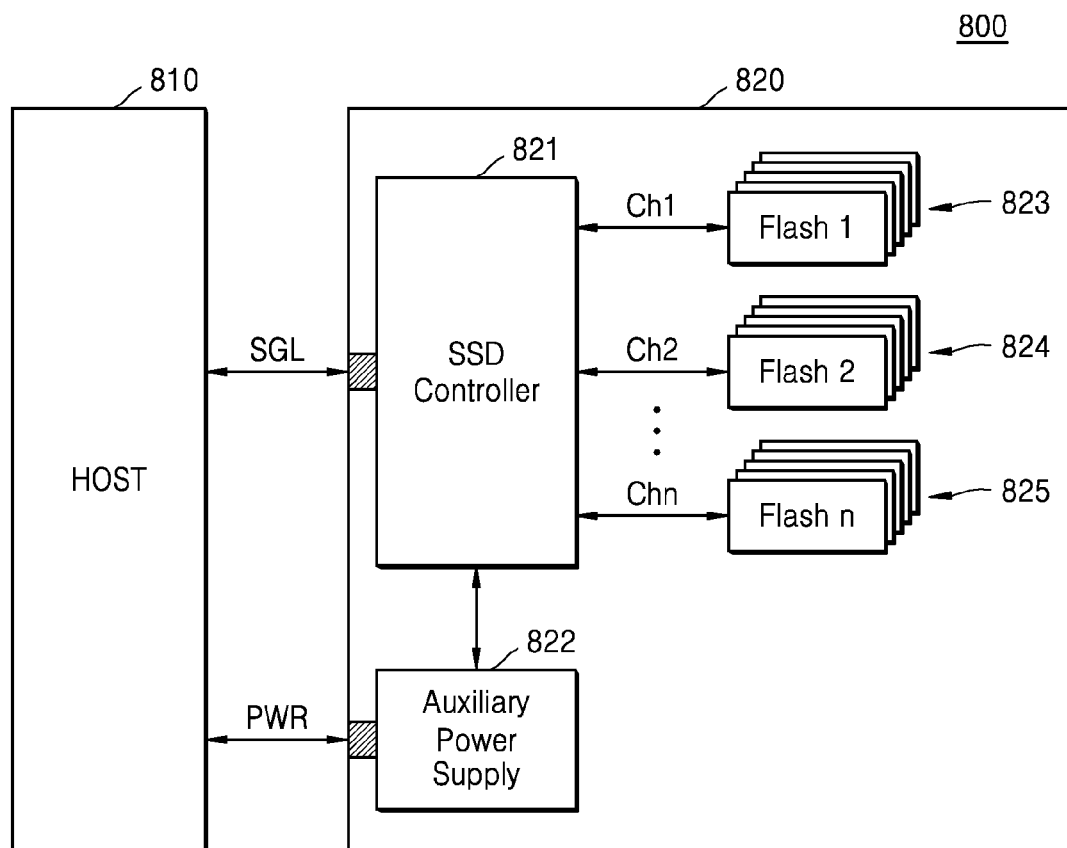 800
810
820
821
Ch1
Flash 1
823
SGL
SSD
Controller
Ch2
Flash 2
824
HOST
Chn
Flash n
825
822
PWR
Auxiliary
Power
Supply